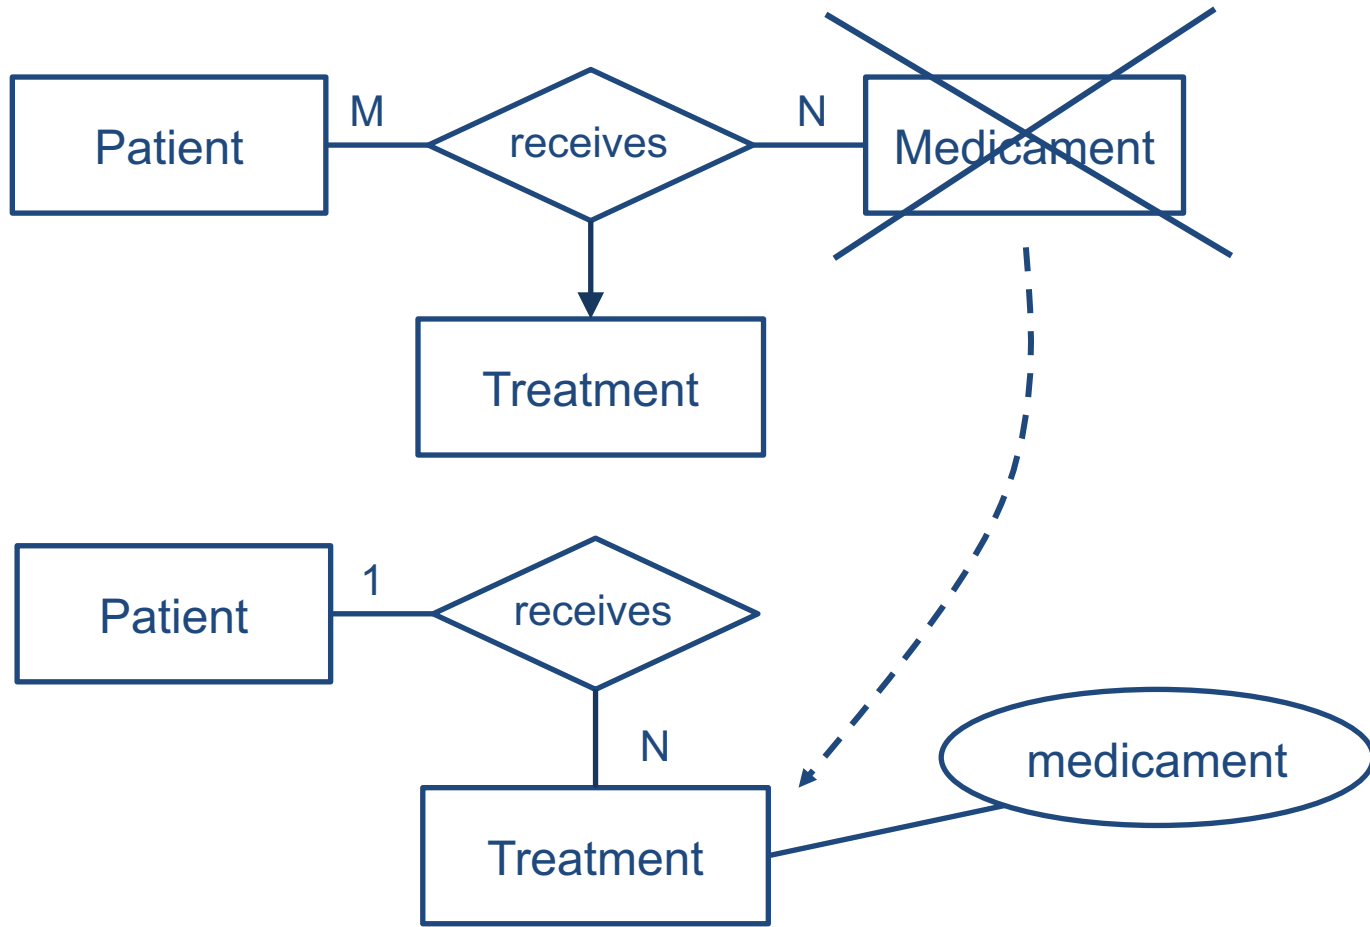 Patient
M
receives
N
Medicament
Treatment
Patient
1
receives
N
medicament
Treatment